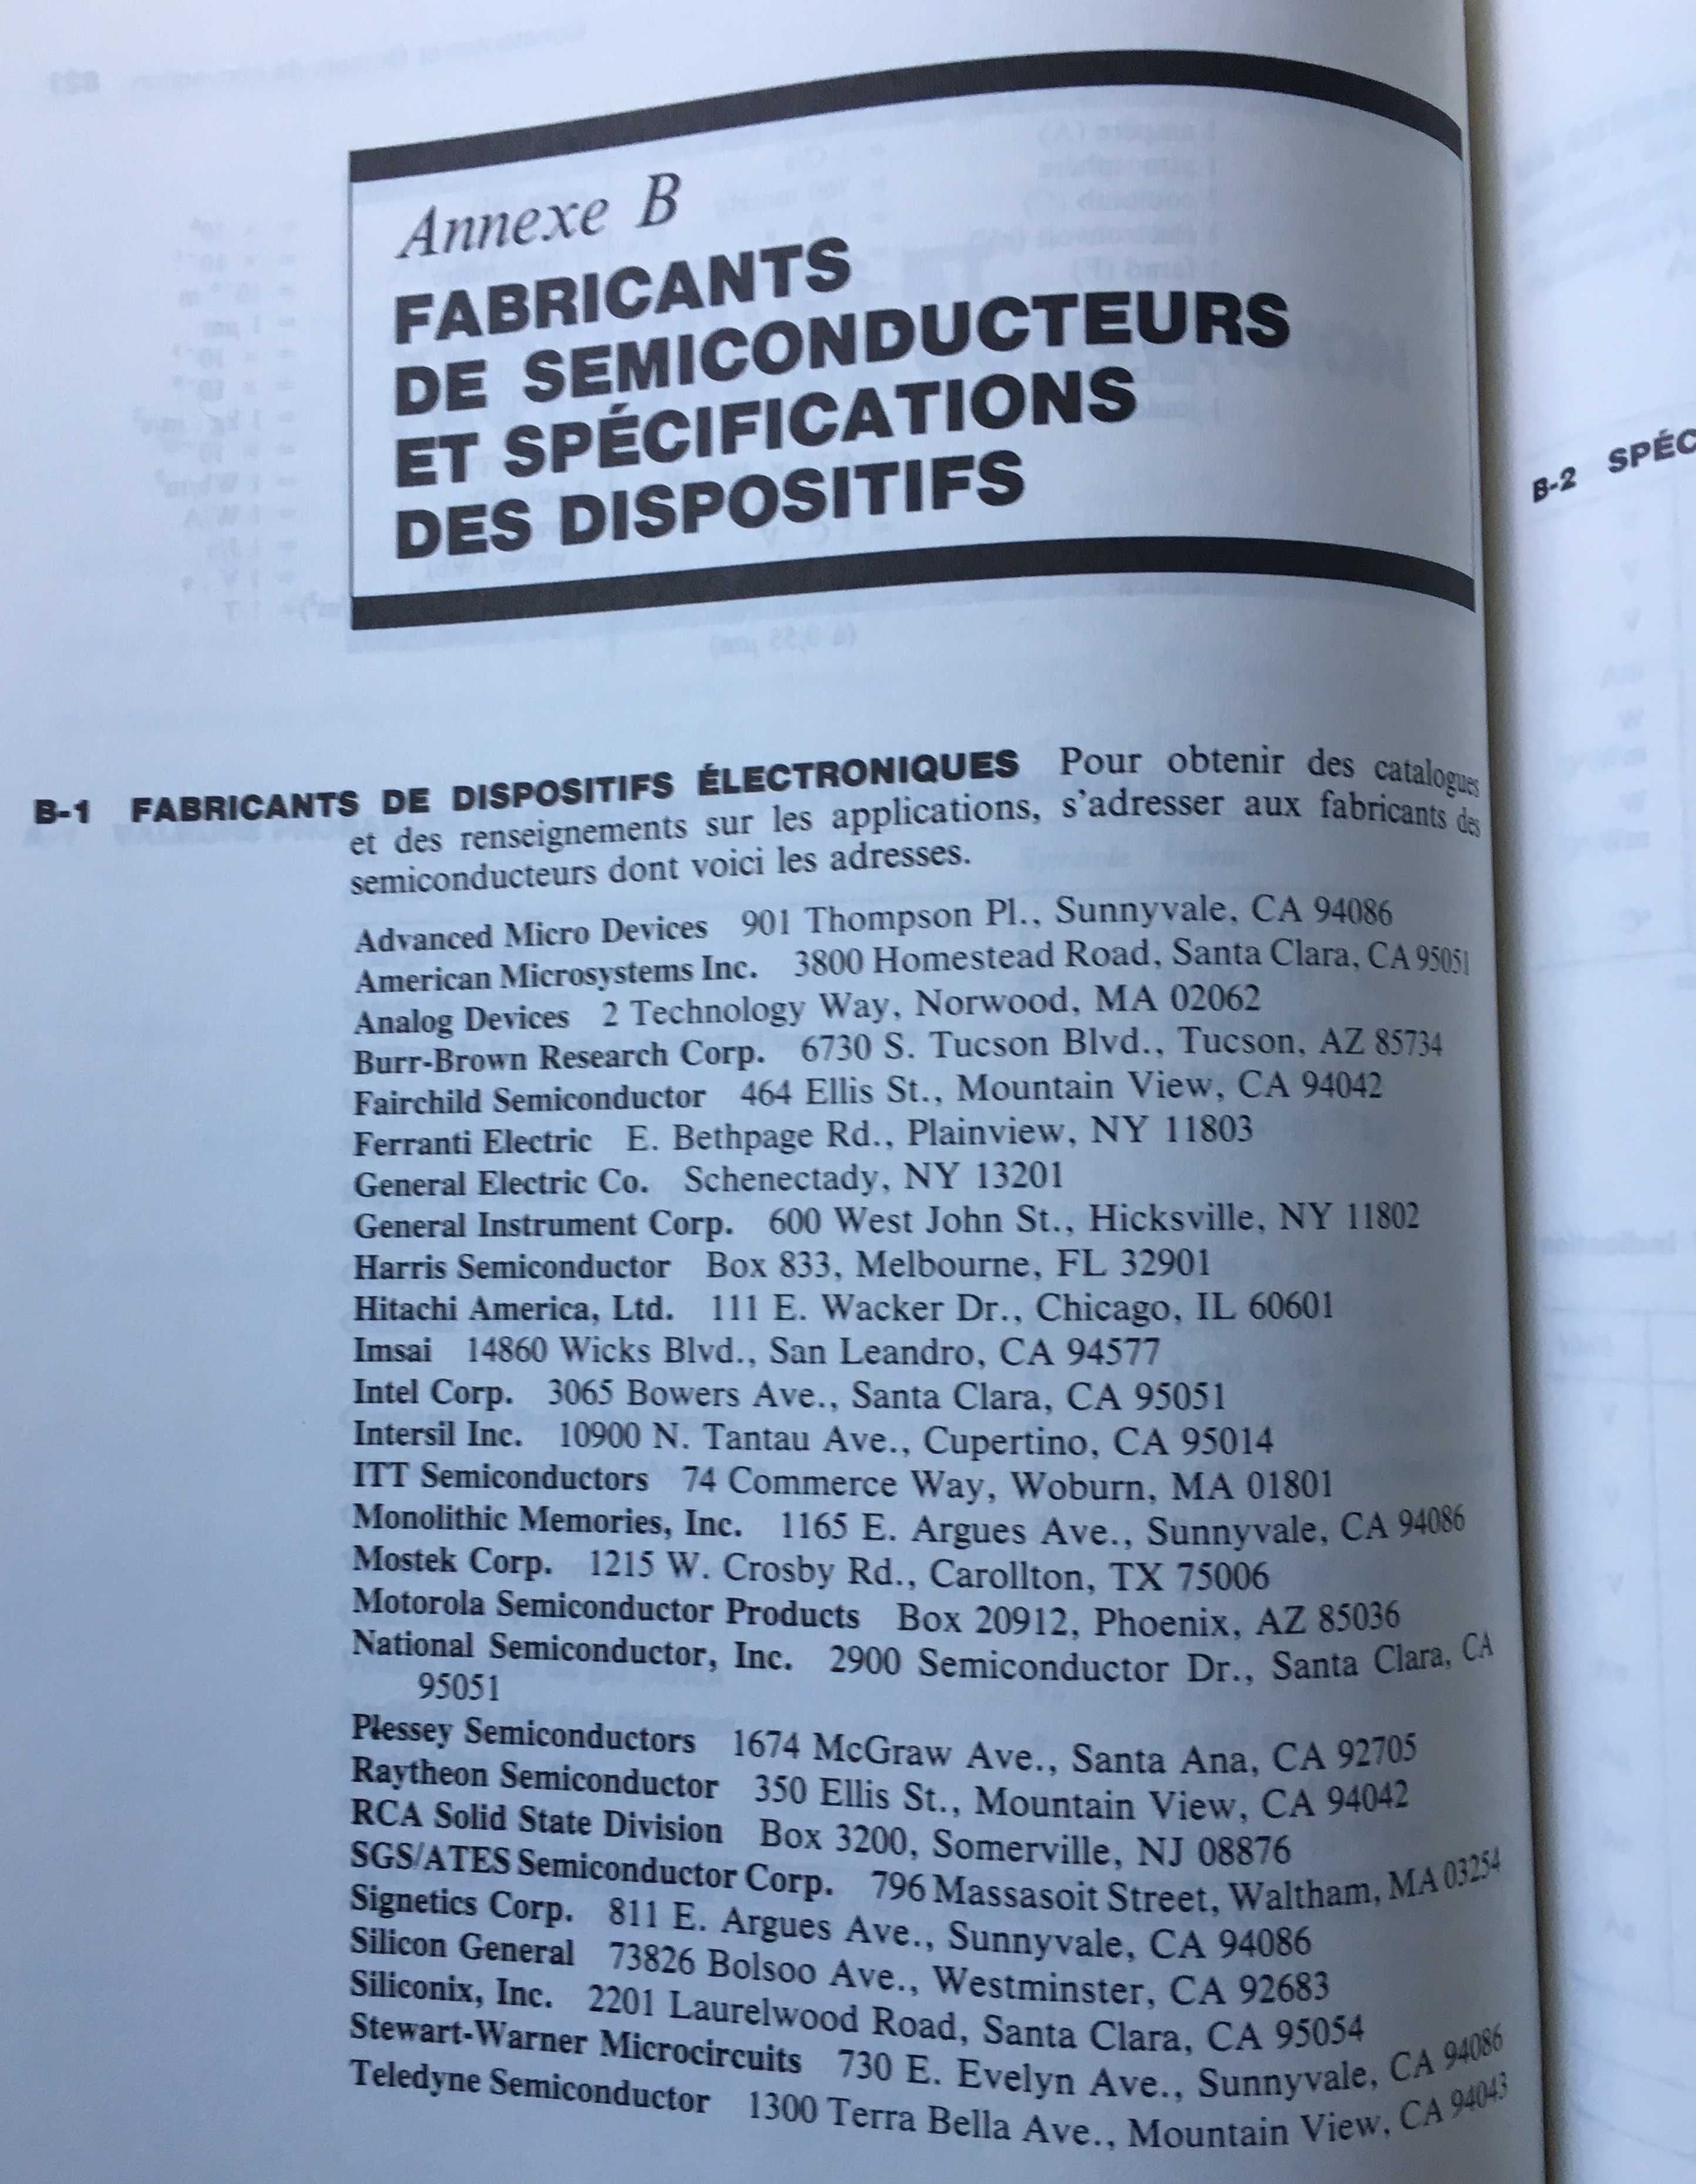 Annexe B
FABRICANTS
DE SEMICONDUCTEURS
ET SPÉCIFICATIONS
DES DISPOSITIFS
B-1 FABRICANTS DE DISPOSITIFS ÉLECTRONIQUES Pour obtenir des catalogues
et des renseignements sur les applications, s'adresser aux fabricants des
semiconducteurs dont voici les adresses.
Advanced Micro Devices 901 Thompson Pl., Sunnyvale, CA 94086
American Microsystems Inc. 3800 Homestead Road, Santa Clara, CA 95051
Analog Devices 2 Technology Way, Norwood, MA 02062
Burr-Brown Research Corp. 6730 S. Tucson Blvd., Tucson, AZ 85734
Fairchild Semiconductor 464 Ellis St., Mountain View, CA 94042
Ferranti Electric E. Bethpage Rd., Plainview, NY 11803
General Electric Co. Schenectady, NY 13201
General Instrument Corp. 600 West John St., Hicksville, NY 11802
Harris Semiconductor Box 833, Melbourne, FL 32901
Hitachi America, Ltd. 111 E. Wacker Dr., Chicago, IL 60601
Imsai 14860 Wicks Blvd., San Leandro, CA 94577
Intel Corp. 3065 Bowers Ave., Santa Clara, CA 95051
Intersil Inc. 10900 N. Tantau Ave., Cupertino, CA 95014
ITT Semiconductors 74 Commerce Way, Woburn, MA 01801
Monolithic Memories, Inc. 1165 E. Argues Ave., Sunnyvale, CA 94086
Mostek Corp. 1215 W. Crosby Rd., Carollton, TX 75006
Motorola Semiconductor Products Box 20912, Phoenix, AZ 85036
National Semiconductor, Inc. 2900 Semiconductor Dr., Santa Clara, CA
95051
Plessey Semiconductors 1674 McGraw Ave., Santa Ana, CA 92705
Raytheon Semiconductor 350 Ellis St., Mountain View, CA 94042
RCA Solid State Division Box 3200, Somerville, NJ 08876
SGS/ATES Semiconductor Corp. 796 Massasoit Street, Waltham, MA 03254
Signetics Corp. 811 E. Argues Ave., Sunnyvale, CA 94086
Silicon General 73826 Bolsoo Ave., Westminster, CA 92683
Siliconix, Inc. 2201 Laurelwood Road, Santa Clara, CA 95054
Stewart-Warner Microcircuits 730 E. Evelyn Ave., Sunnyvale, CA 94086
Teledyne Semiconductor 1300 Terra Bella Ave., Mountain View, CA 94043
B-2 SPÉC